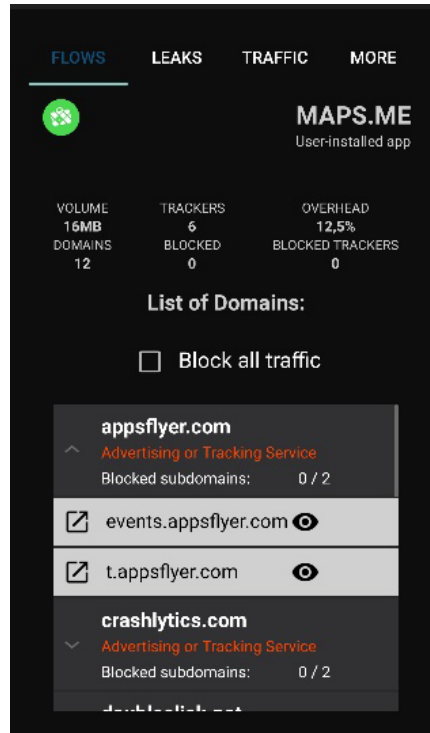 FLOWS LEAKS TRAFFIC MORE
MAPS.ME
User-installed app
VOLUME TRACKERS OVERHEAD
16MB 6 12,5%
DOMAINS BLOCKED BLOCKED TRACKERS
12 0 0
List of Domains:
Block all traffic
appsflyer.com
Advertising or Tracking Service
Blocked subdomains: 0 / 2
events.appsflyer.com
t.appsflyer.com
crashlytics.com
Advertising or Tracking Service
Blocked subdomains: 0 / 2